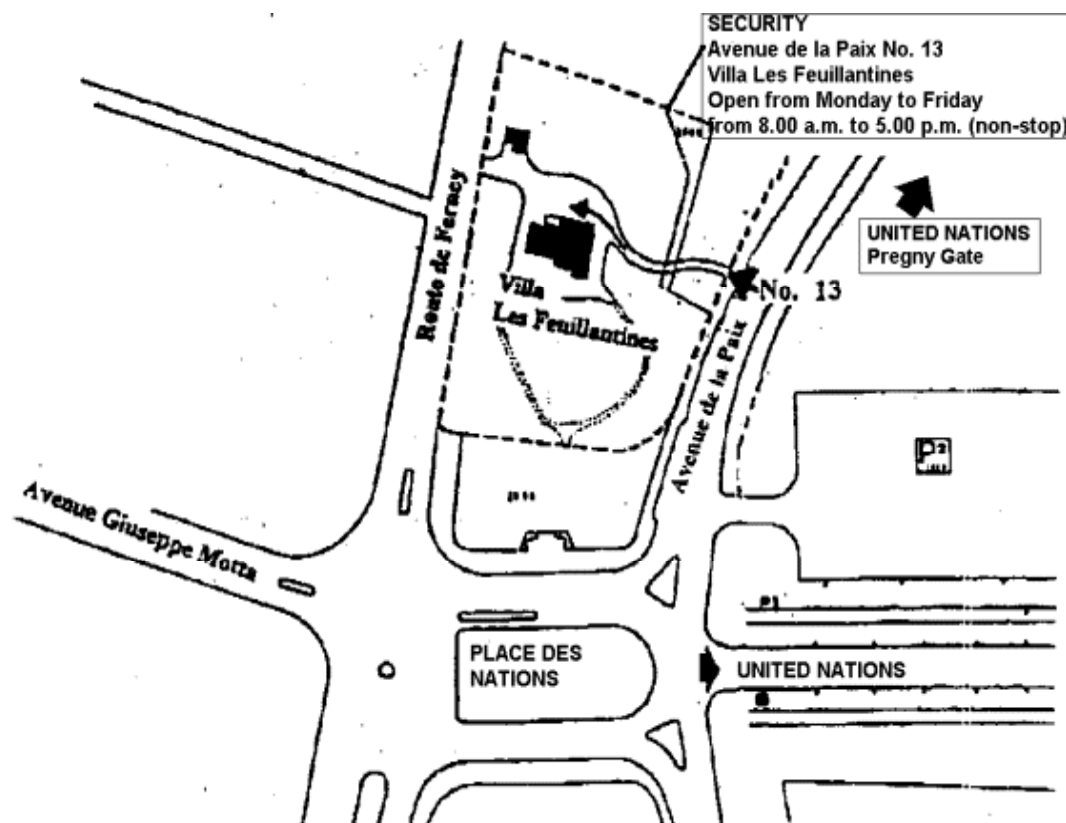 SECURITY
Avenue de la Paix No. 13
Villa Les Feuillantines
Open from Monday to Friday
from 8.00 a.m. to 5.00 p.m. (non-stop)
UNITED NATIONS
Pregny Gate
No. 13
Route de Ferney
Villa
Les Feuillantines
Avenue de la Paix
Avenue Giuseppe Motta
P2
P1
PLACE DES
NATIONS
UNITED NATIONS